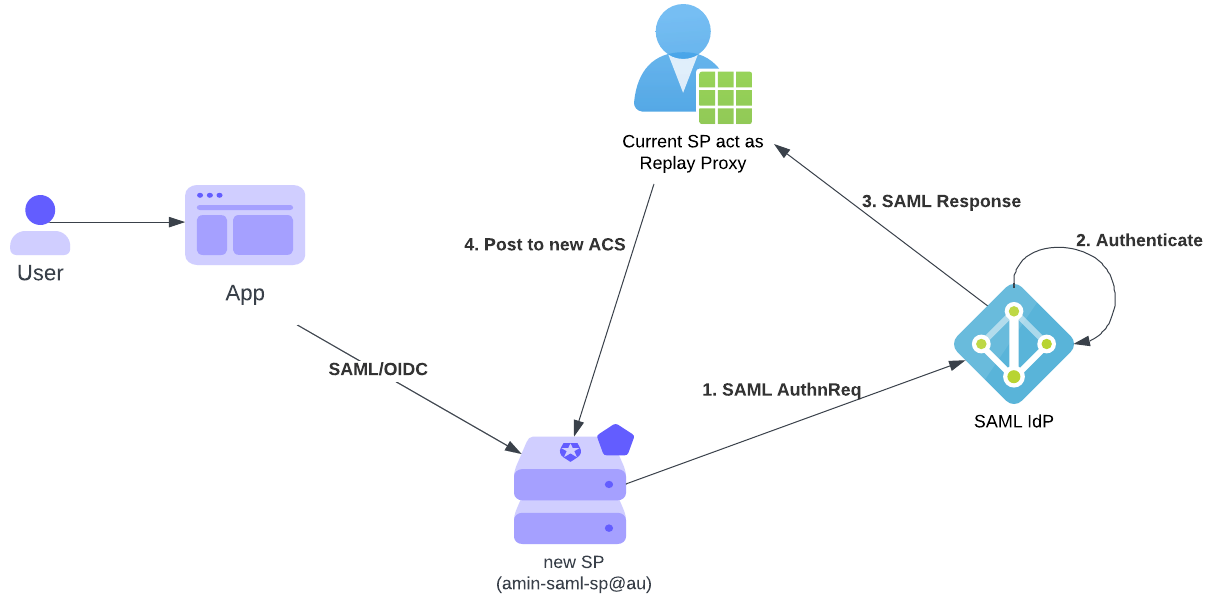 Current SP act as
Replay Proxy
3. SAML Response
2. Authenticate
4. Post to new ACS
User
App
SAML/OIDC
1. SAML AuthnReq
SAML IdP
new SP
(amin-saml-sp@au)